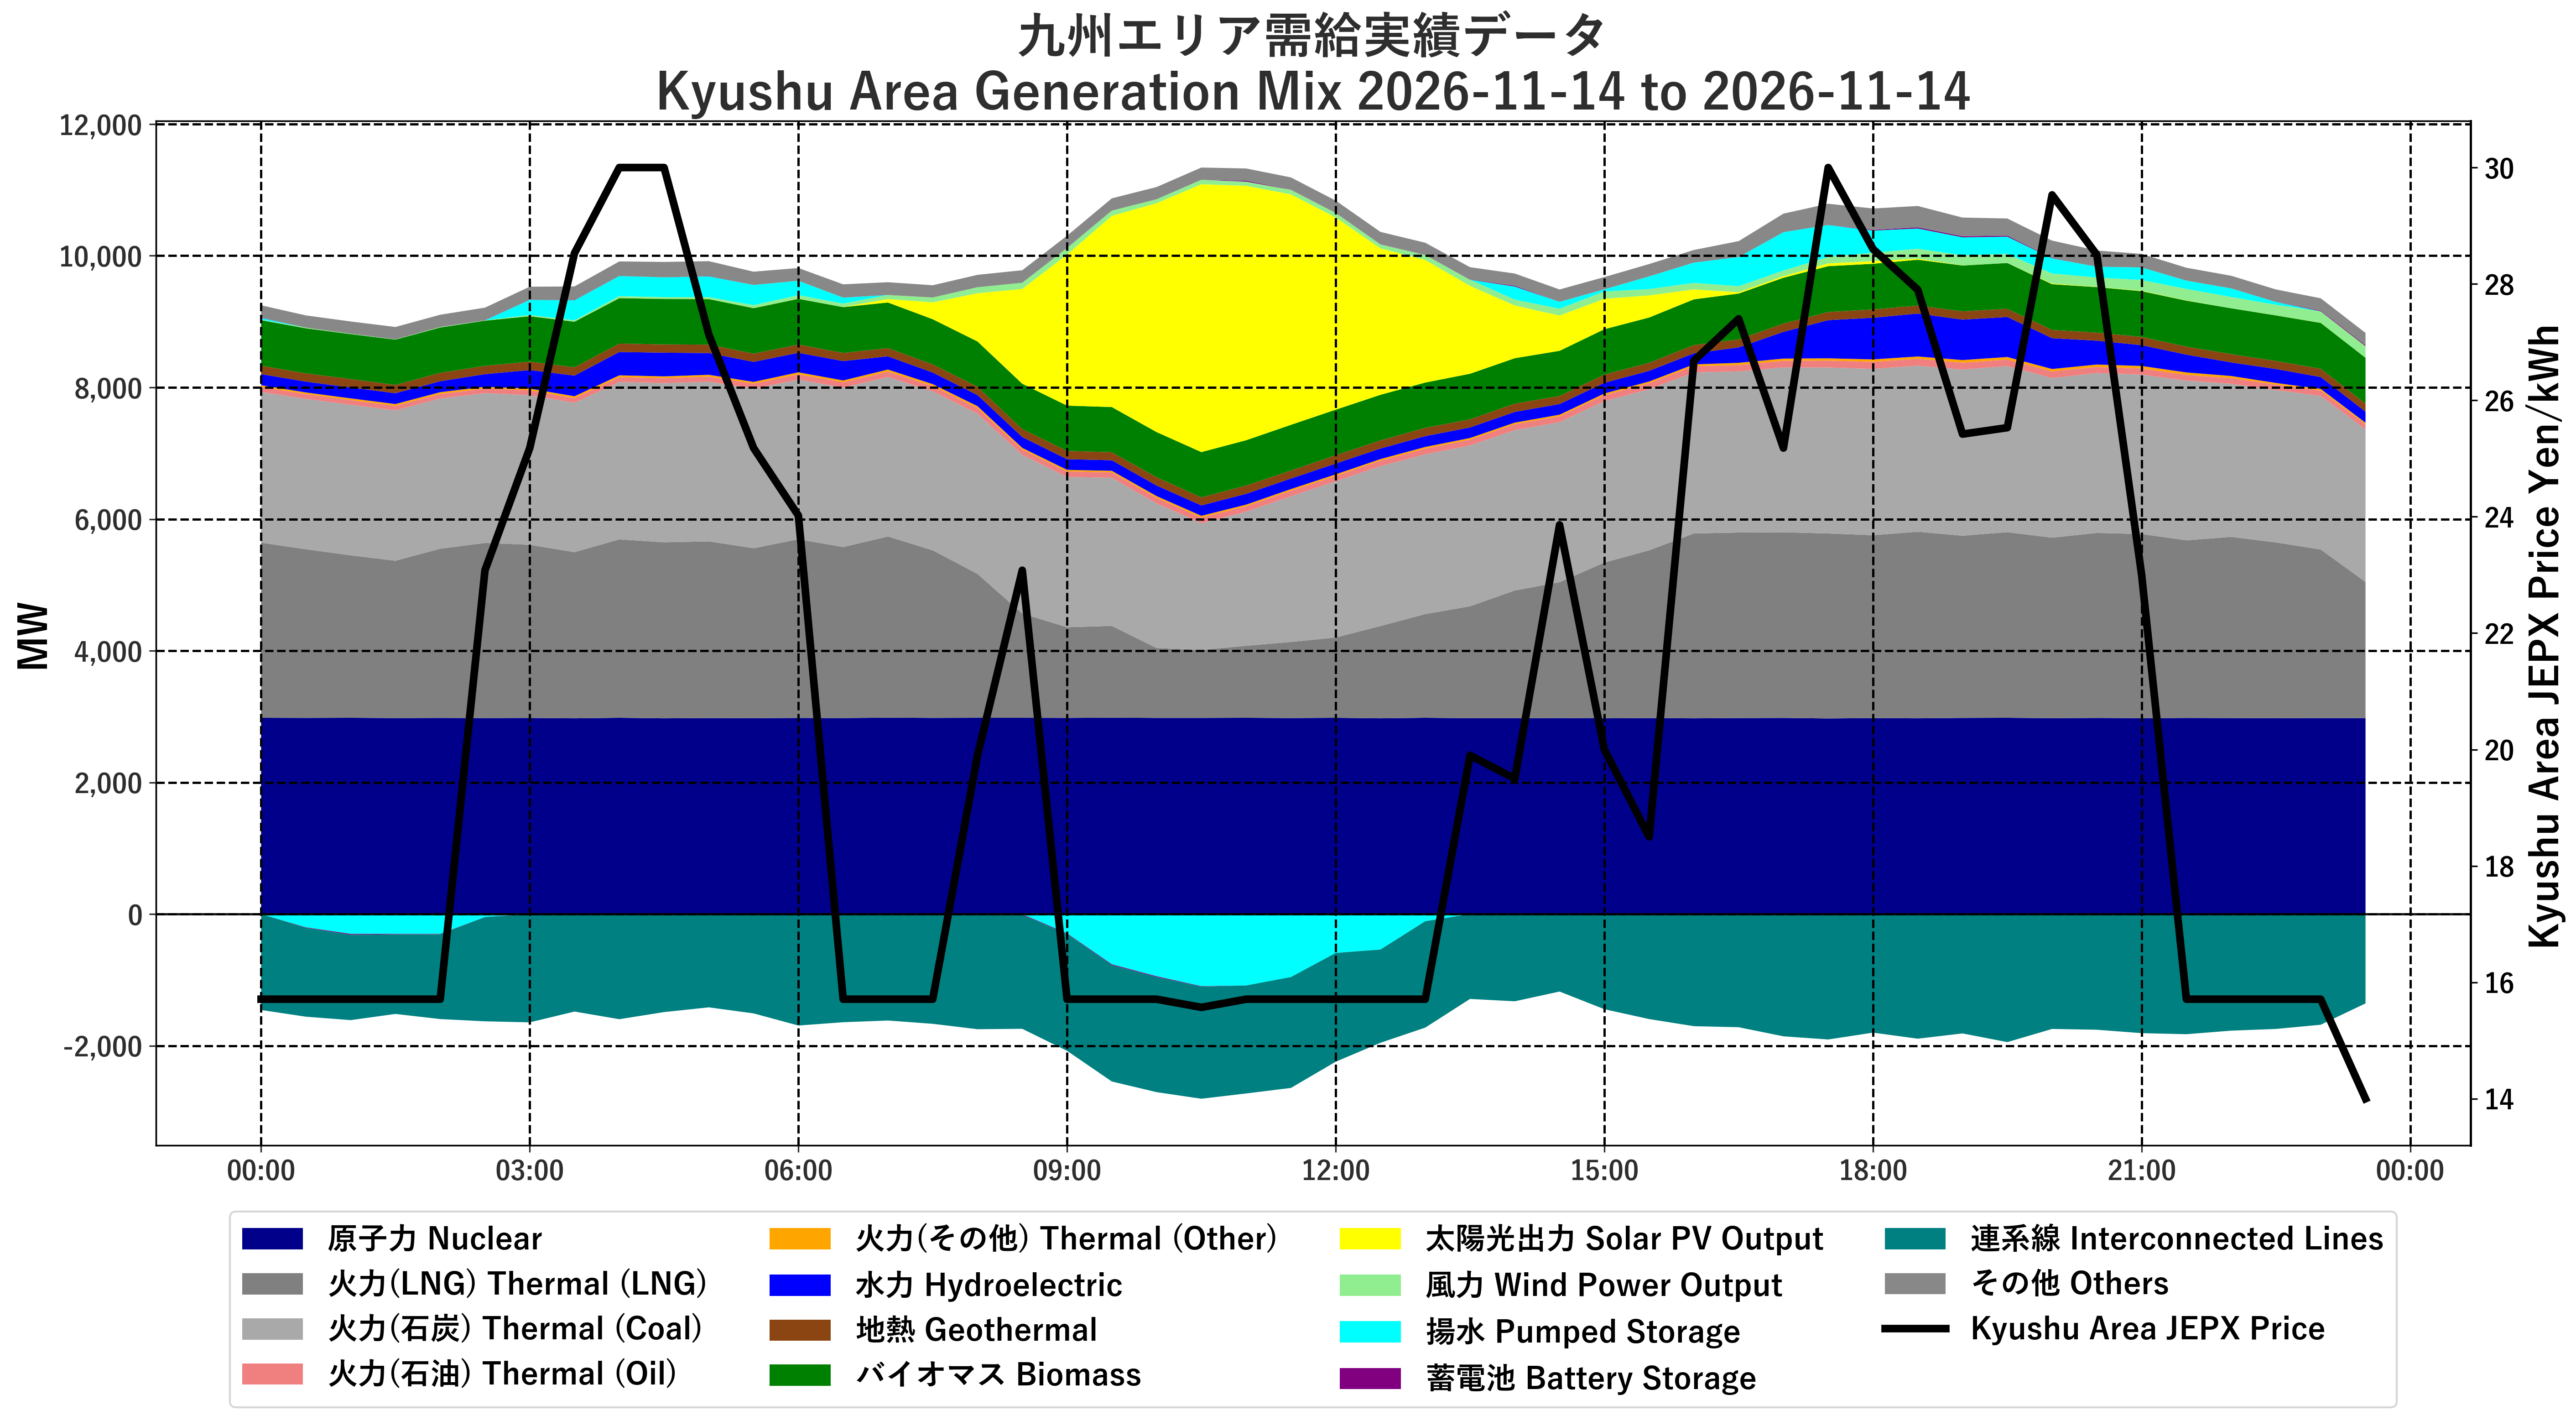 九州エリア需給実績データ
Kyushu Area Generation Mix 2026-11-14 to 2026-11-14
MW
12,000
10,000
8,000
6,000
4,000
2,000
0
-2,000
30
28
26
24
22
20
18
16
14
Kyushu Area JEPX Price Yen/kWh
00:00 03:00 06:00 09:00 12:00 15:00 18:00 21:00 00:00
原子力 Nuclear
火力(LNG) Thermal (LNG)
火力(石炭) Thermal (Coal)
火力(石油) Thermal (Oil)
火力(その他) Thermal (Other)
水力 Hydroelectric
地熱 Geothermal
バイオマス Biomass
太陽光出力 Solar PV Output
風力 Wind Power Output
揚水 Pumped Storage
蓄電池 Battery Storage
連系線 Interconnected Lines
その他 Others
Kyushu Area JEPX Price